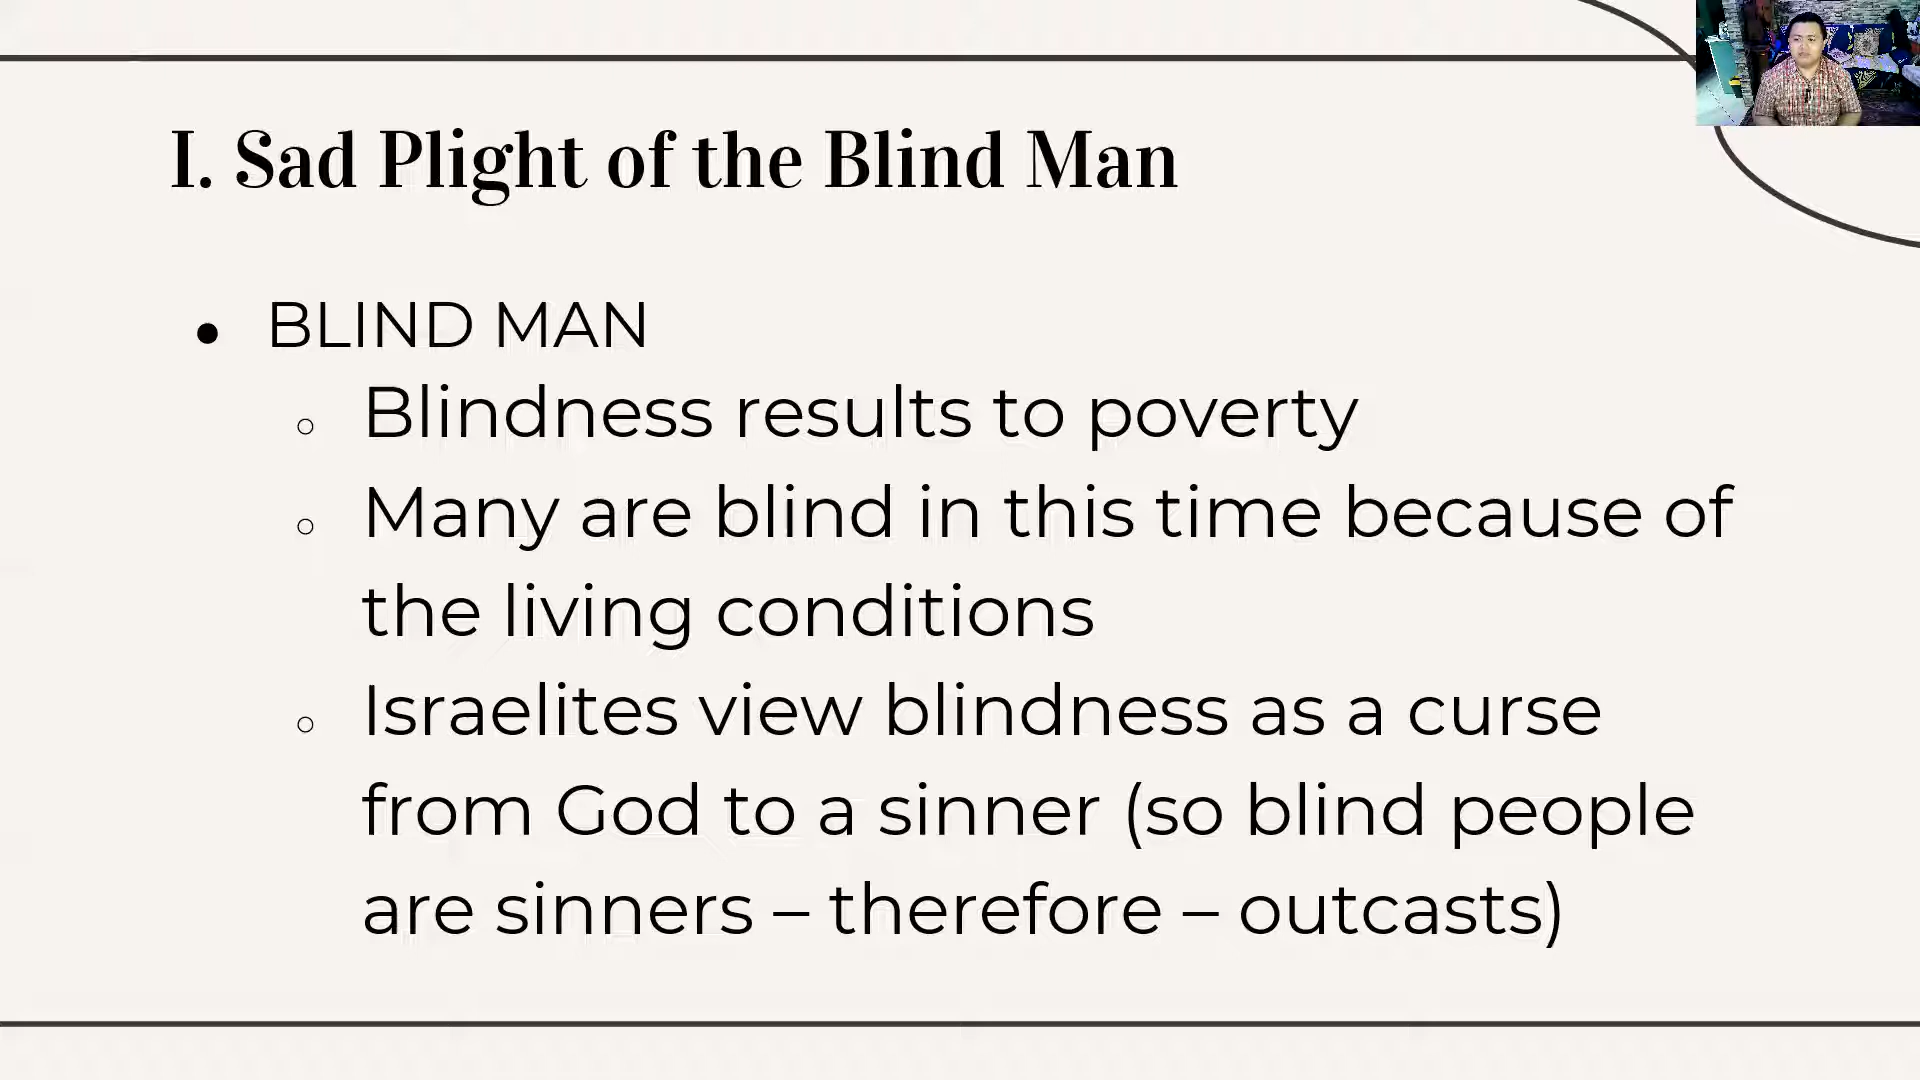 I. Sad Plight of the Blind Man
● BLIND MAN
○ Blindness results to poverty
○ Many are blind in this time because of
the living conditions
○ Israelites view blindness as a curse
from God to a sinner (so blind people
are sinners – therefore – outcasts)